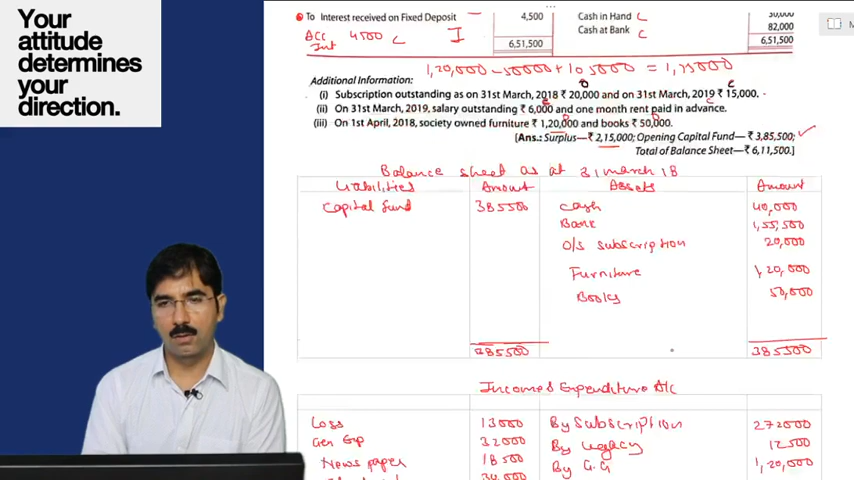 Your
attitude
determines
your
direction.
To Interest received on Fixed Deposit 4,500 Cash in Hand C 30,000
Acc 4500 C I Cash at Bank C 82,000
Int 6,51,500 6,51,500
1,20,000 - 50000 + 105000 = 1,75000
Additional Information:
(i) Subscription outstanding as on 31st March, 2018 ₹ 20,000 and on 31st March, 2019 ₹ 15,000.
(ii) On 31st March, 2019, salary outstanding ₹ 6,000 and one month rent paid in advance.
(iii) On 1st April, 2018, society owned furniture ₹ 1,20,000 and books ₹ 50,000.
[Ans.: Surplus—₹ 2,15,000; Opening Capital Fund—₹ 3,85,500;
Total of Balance Sheet—₹ 6,11,500.]
Balance sheet as at 31 march 18
Liabilities Amount Assets Amount
Capital fund 385500 Cash 40,000
Bank 1,55,500
O/s subscription 20,000
Furniture 1,20,000
Books 50,000
385500 385500
Income & Expenditure A/c
Loss 13000 By Subscription 272000
Gen Exp 32000 By Legacy 12500
News paper 18500 By G.G 1,20,000